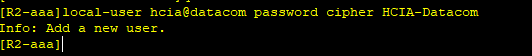 [R2-aaa]local-user hcia@datacom password cipher HCIA-Datacom
Info: Add a new user.
[R2-aaa]